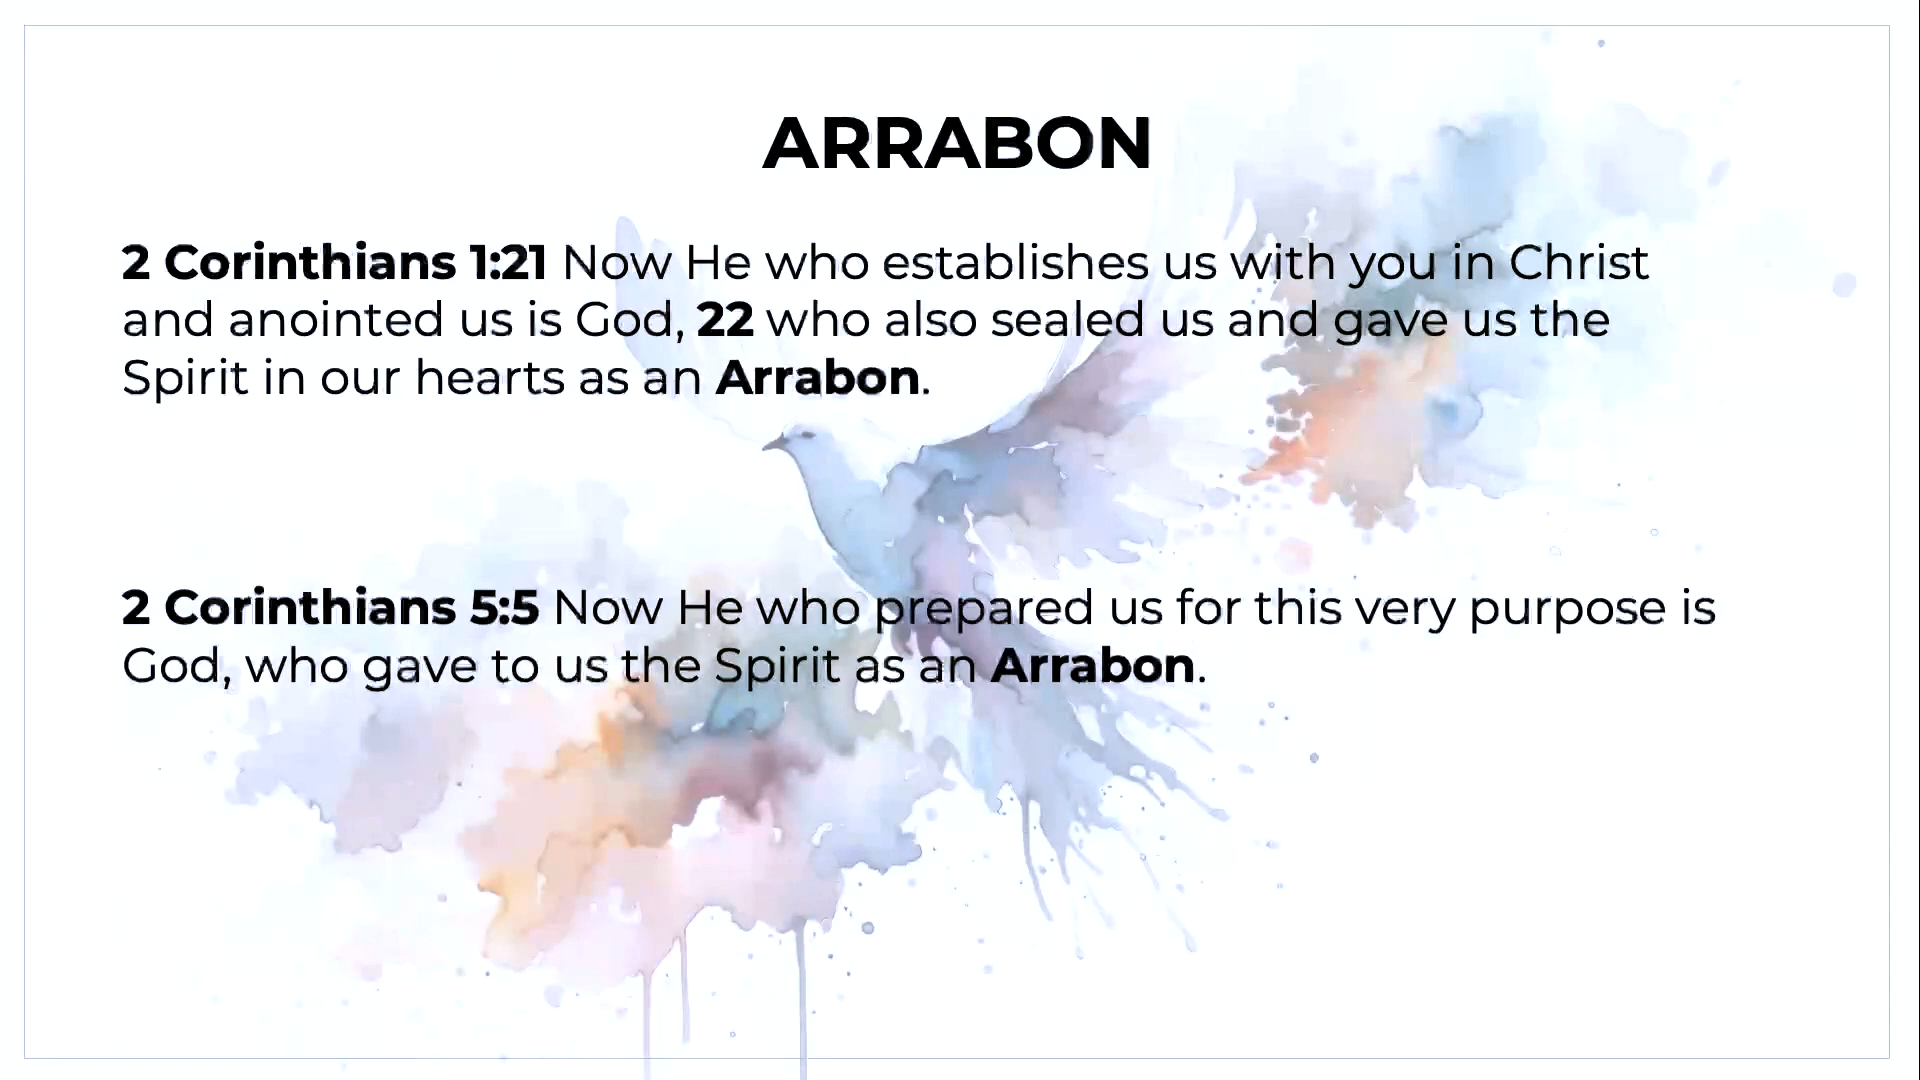 ARRABON
2 Corinthians 1:21 Now He who establishes us with you in Christ
and anointed us is God, 22 who also sealed us and gave us the
Spirit in our hearts as an Arrabon.
2 Corinthians 5:5 Now He who prepared us for this very purpose is
God, who gave to us the Spirit as an Arrabon.